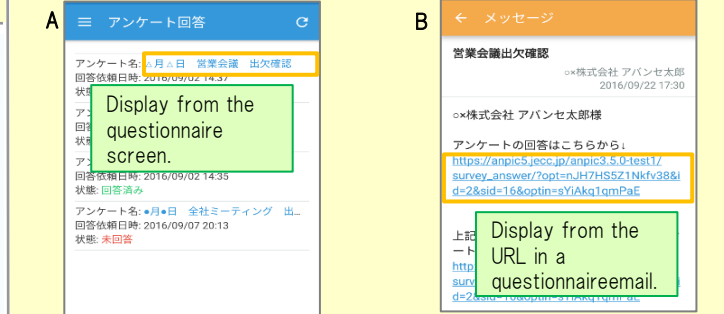 A
アンケート回答
アンケート名: △月△日 営業会議 出欠確認
回答依頼日時: 2016/09/02 14:37
状態:
Display from the
questionnaire
screen.
回答依頼日時: 2016/09/02 14:35
状態: 回答済み
アンケート名: ●月●日 全社ミーティング 出...
回答依頼日時: 2016/09/07 20:13
状態: 未回答
B
メッセージ
営業会議出欠確認
○×株式会社 アバンセ太郎
2016/09/22 17:30
○×株式会社 アバンセ太郎様
アンケートの回答はこちらから↓
https://anpic5.jecc.jp/anpic3.5.0-test1/
survey_answer/?opt=nJH7HS5Z1Nkfv38&i
d=2&sid=16&optin=sYiAkq1qmPaE
上記
Display from the
URL in a
questionnaireemail.
ート
http
surv